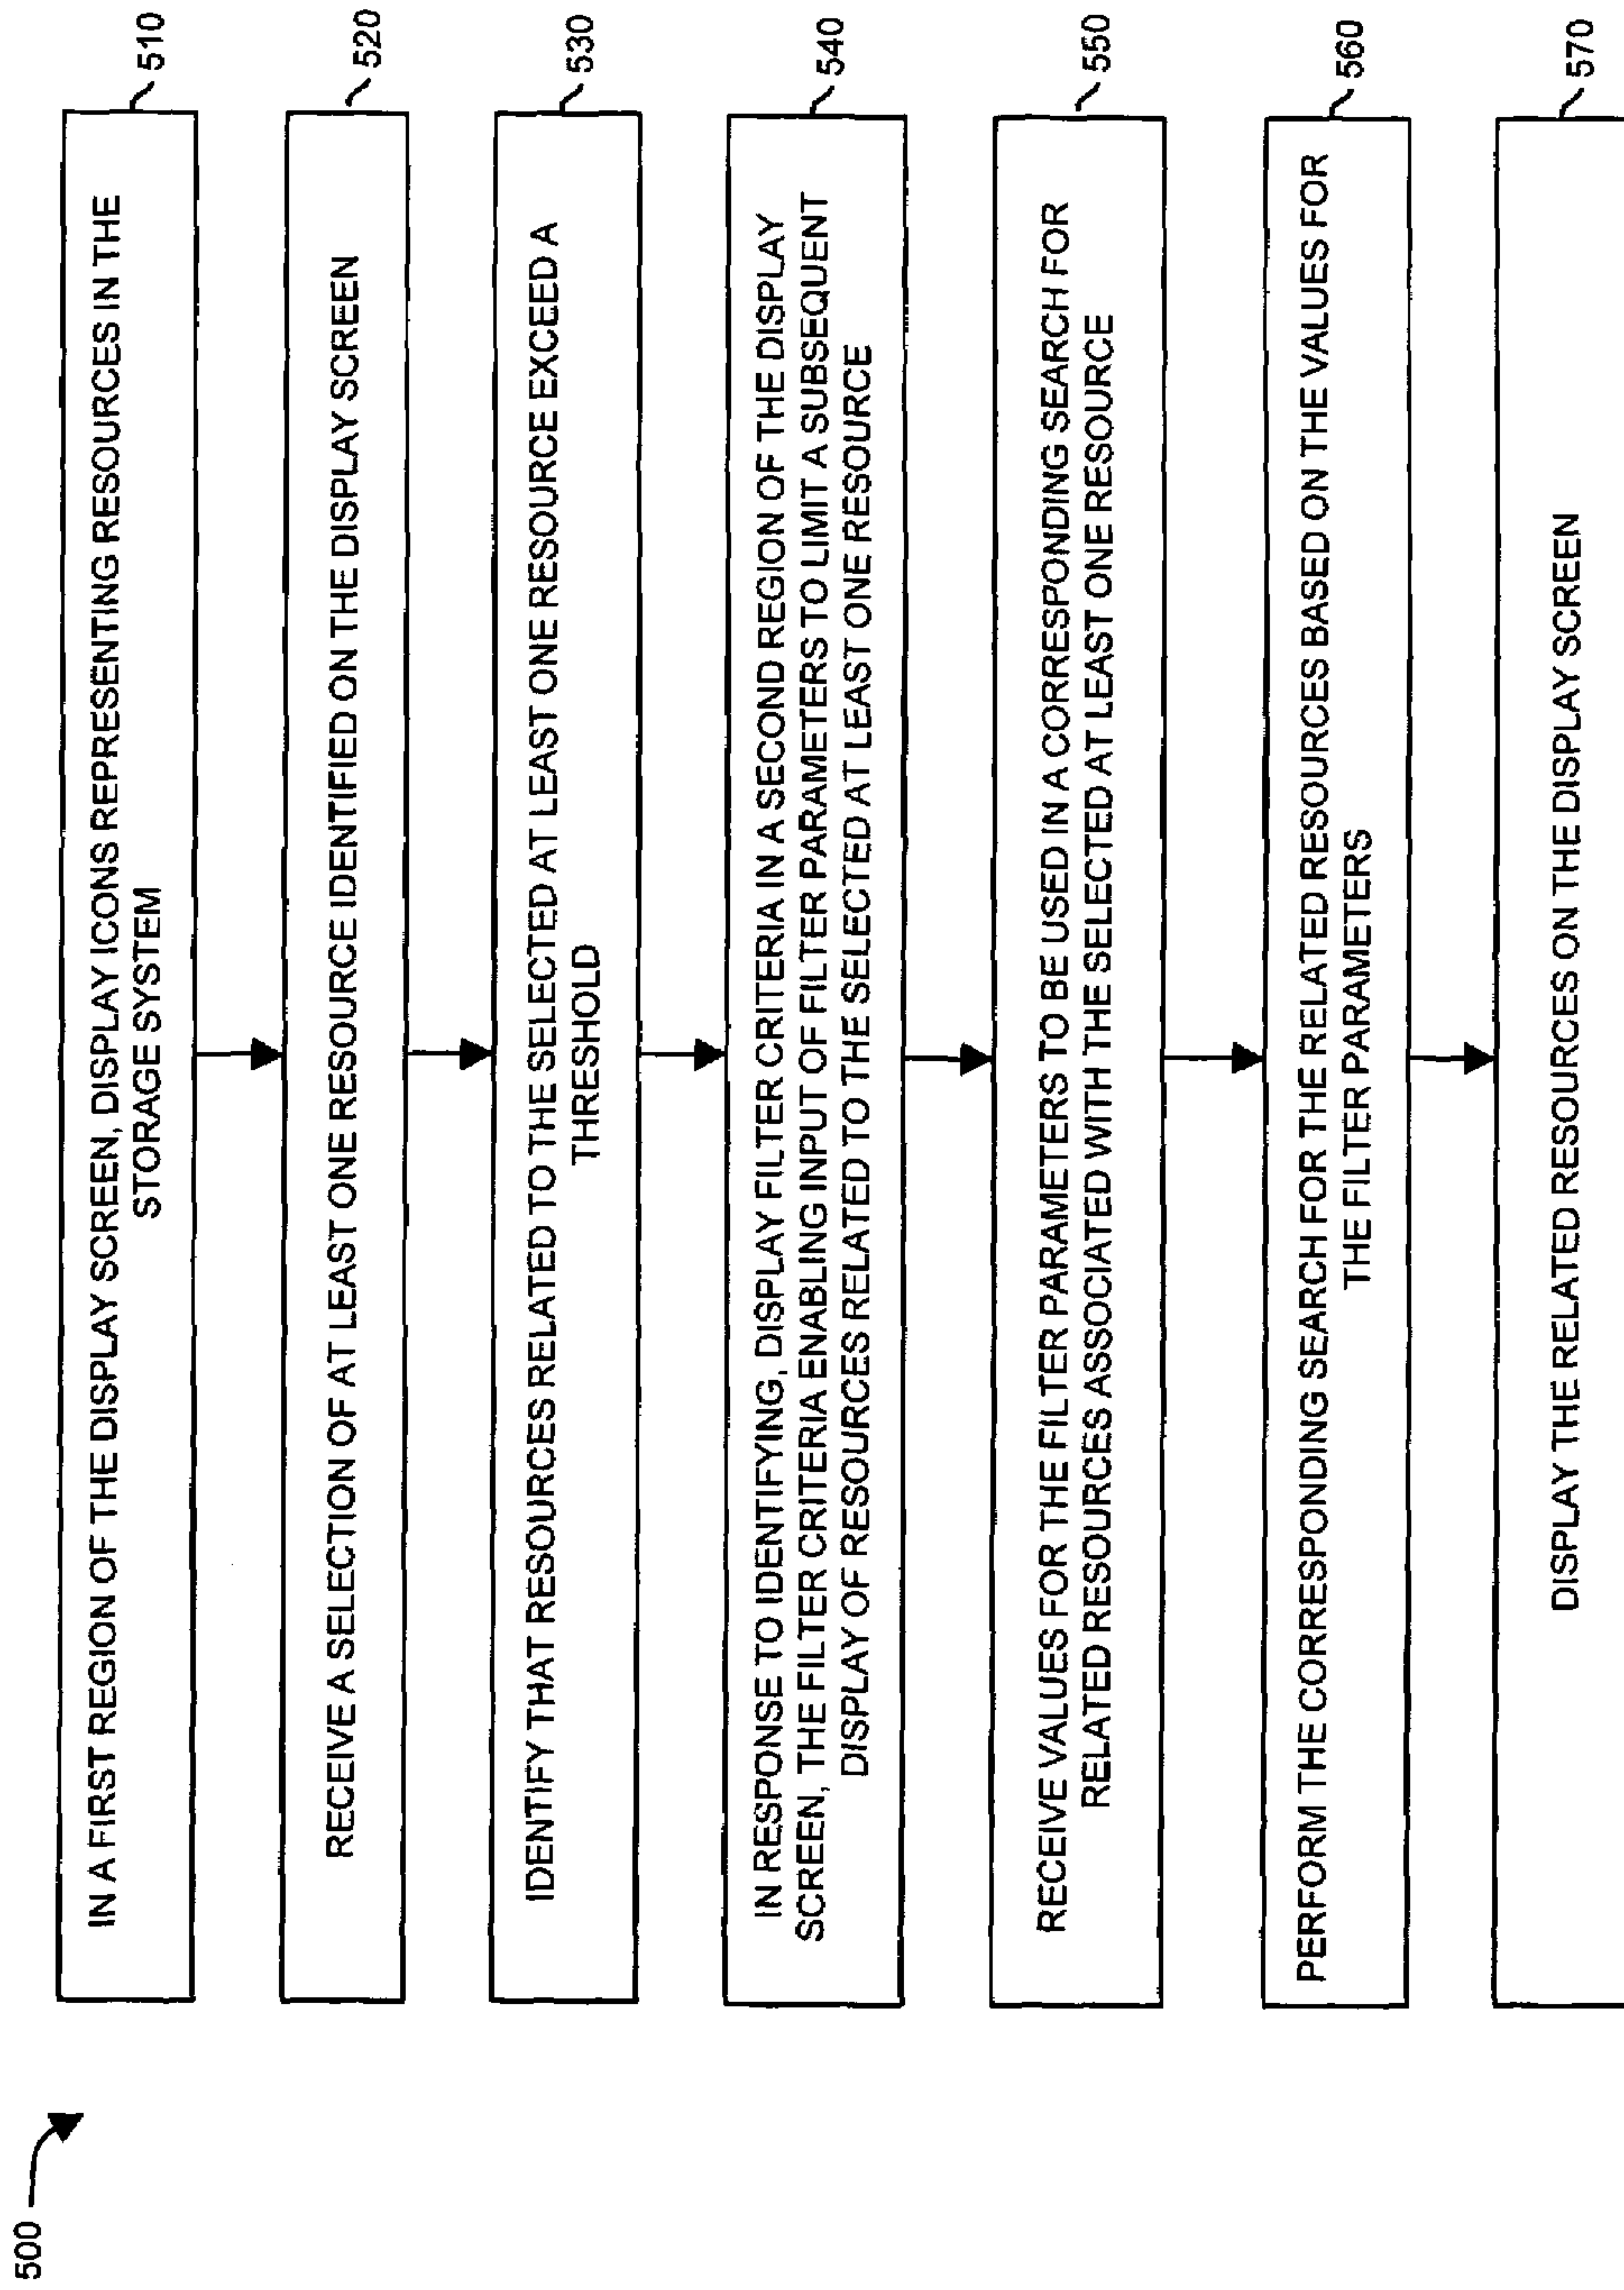 500
IN A FIRST REGION OF THE DISPLAY SCREEN, DISPLAY ICONS REPRESENTING RESOURCES IN THE
STORAGE SYSTEM
510
RECEIVE A SELECTION OF AT LEAST ONE RESOURCE IDENTIFIED ON THE DISPLAY SCREEN
520
IDENTIFY THAT RESOURCES RELATED TO THE SELECTED AT LEAST ONE RESOURCE EXCEED A
THRESHOLD
530
IN RESPONSE TO IDENTIFYING, DISPLAY FILTER CRITERIA IN A SECOND REGION OF THE DISPLAY
SCREEN, THE FILTER CRITERIA ENABLING INPUT OF FILTER PARAMETERS TO LIMIT A SUBSEQUENT
DISPLAY OF RESOURCES RELATED TO THE SELECTED AT LEAST ONE RESOURCE
540
RECEIVE VALUES FOR THE FILTER PARAMETERS TO BE USED IN A CORRESPONDING SEARCH FOR
RELATED RESOURCES ASSOCIATED WITH THE SELECTED AT LEAST ONE RESOURCE
550
PERFORM THE CORRESPONDING SEARCH FOR THE RELATED RESOURCES BASED ON THE VALUES FOR
THE FILTER PARAMETERS
560
DISPLAY THE RELATED RESOURCES ON THE DISPLAY SCREEN
570